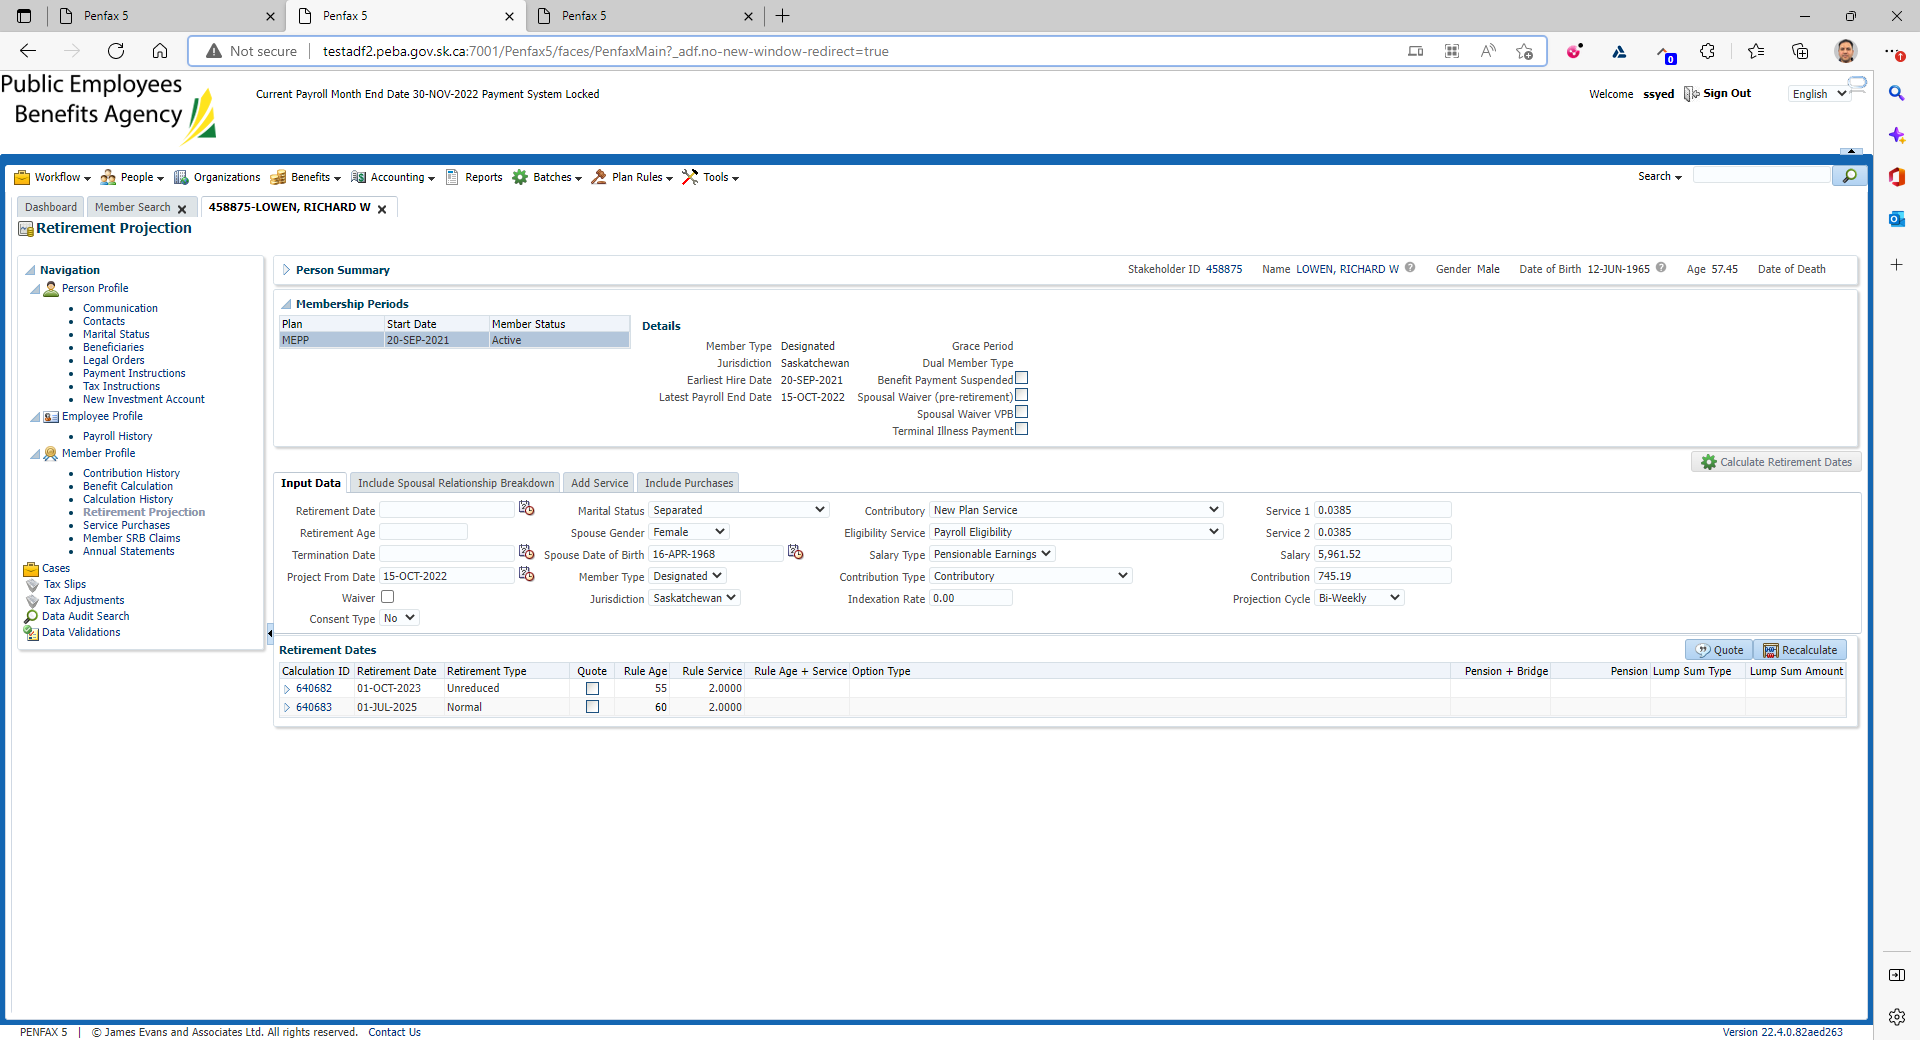 Penfax 5
Penfax 5
Penfax 5
Not secure testadf2.peba.gov.sk.ca:7001/Penfax5/faces/PenfaxMain?_adf.no-new-window-redirect=true
0
1
Public Employees
Benefits Agency
Current Payroll Month End Date 30-NOV-2022 Payment System Locked
Welcome ssyed Sign Out English
Workflow People Organizations Benefits Accounting Reports Batches Plan Rules Tools Search
Dashboard Member Search 458875-LOWEN, RICHARD W
Retirement Projection
Navigation
Person Profile
Communication
Contacts
Marital Status
Beneficiaries
Legal Orders
Payment Instructions
Tax Instructions
New Investment Account
Employee Profile
Payroll History
Member Profile
Contribution History
Benefit Calculation
Calculation History
Retirement Projection
Service Purchases
Member SRB Claims
Annual Statements
Cases
Tax Slips
Tax Adjustments
Data Audit Search
Data Validations
Person Summary Stakeholder ID 458875 Name LOWEN, RICHARD W Gender Male Date of Birth 12-JUN-1965 Age 57.45 Date of Death
Membership Periods
Plan Start Date Member Status
MEPP 20-SEP-2021 Active
Details
Member Type Designated Grace Period
Jurisdiction Saskatchewan Dual Member Type
Earliest Hire Date 20-SEP-2021 Benefit Payment Suspended
Latest Payroll End Date 15-OCT-2022 Spousal Waiver (pre-retirement)
Spousal Waiver VPB
Terminal Illness Payment
Calculate Retirement Dates
Input Data Include Spousal Relationship Breakdown Add Service Include Purchases
Retirement Date Marital Status Separated Contributory New Plan Service Service 1 0.0385
Retirement Age Spouse Gender Female Eligibility Service Payroll Eligibility Service 2 0.0385
Termination Date Spouse Date of Birth 16-APR-1968 Salary Type Pensionable Earnings Salary 5,961.52
Project From Date 15-OCT-2022 Member Type Designated Contribution Type Contributory Contribution 745.19
Waiver Jurisdiction Saskatchewan Indexation Rate 0.00 Projection Cycle Bi-Weekly
Consent Type No
Retirement Dates Quote Recalculate
Calculation ID Retirement Date Retirement Type Quote Rule Age Rule Service Rule Age + Service Option Type Pension + Bridge Pension Lump Sum Type Lump Sum Amount
640682 01-OCT-2023 Unreduced 55 2.0000
640683 01-JUL-2025 Normal 60 2.0000
PENFAX 5 | © James Evans and Associates Ltd. All rights reserved. Contact Us Version 22.4.0.82aed263